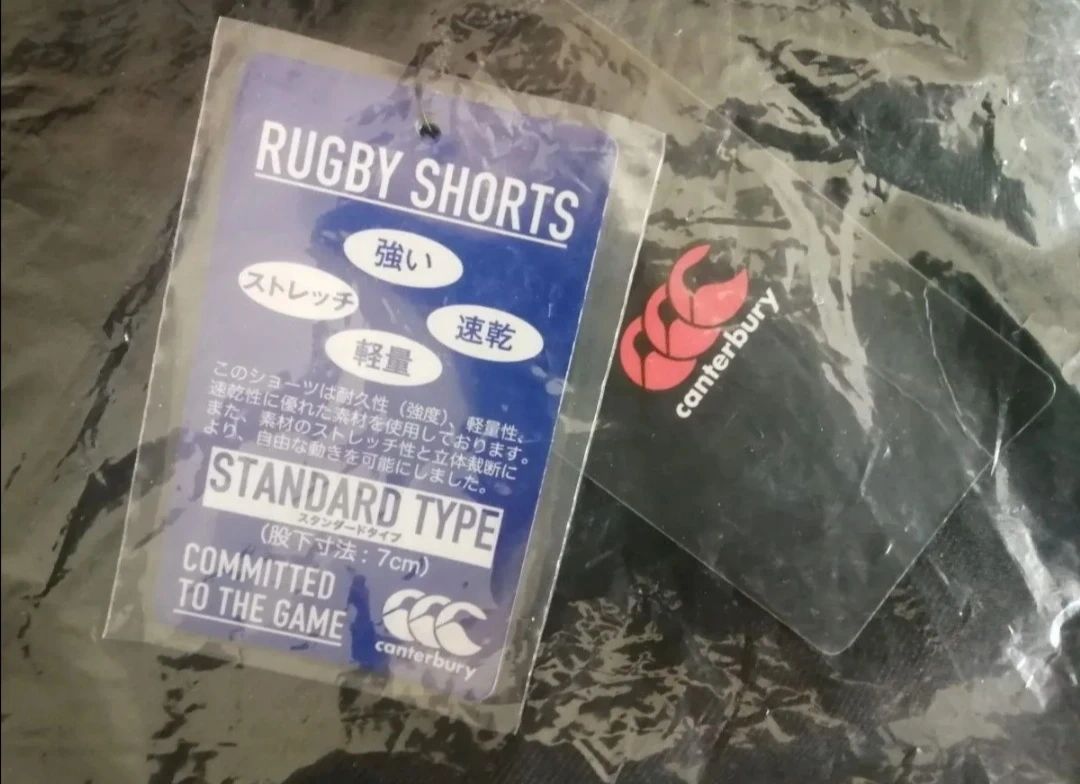 RUGBY SHORTS
強い
ストレッチ
速乾
軽量
このショーツは耐久性（強度）、軽量性、
速乾性に優れた素材を使用しております。
また、素材のストレッチ性と立体裁断に
より、自由な動きを可能にしました。
STANDARD TYPE
スタンダードタイプ
（股下寸法：7cm）
COMMITTED
TO THE GAME
canterbury
canterbury